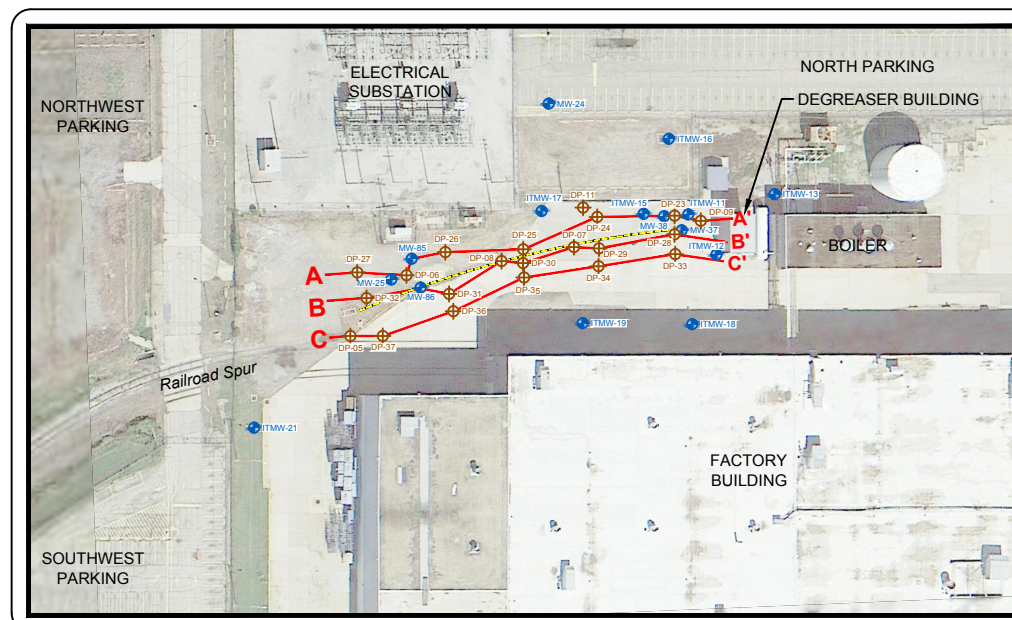 ELECTRICAL
SUBSTATION
NORTH PARKING
NORTHWEST
PARKING
DEGREASER BUILDING
MW-24
ITMW-16
ITMW-13
ITMW-17
DP-11
ITMW-15
DP-23
ITMW-11
DP-09
A'
DP-24
MW-38
MW-37
B'
DP-25
DP-07
DP-28
ITMW-12
BOILER
MW-85
DP-26
DP-08
DP-29
DP-33
C'
DP-27
A
MW-25
DP-06
DP-30
DP-34
B
DP-32
MW-86
DP-31
DP-35
DP-36
C
DP-05
DP-37
ITMW-19
ITMW-18
Railroad Spur
ITMW-21
FACTORY
BUILDING
SOUTHWEST
PARKING